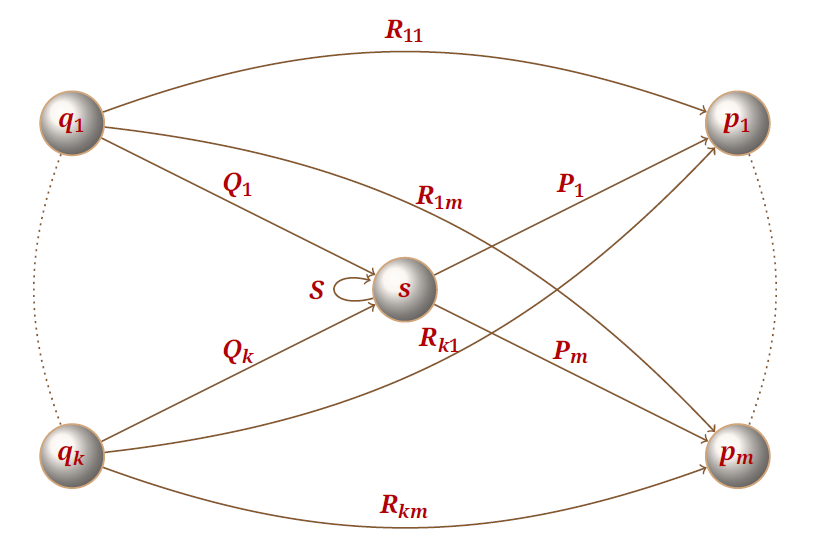 R₁₁
q₁
p₁
Q₁
R₁ₘ
P₁
S
s
Qₖ
Rₖ₁
Pₘ
qₖ
pₘ
Rₖₘ